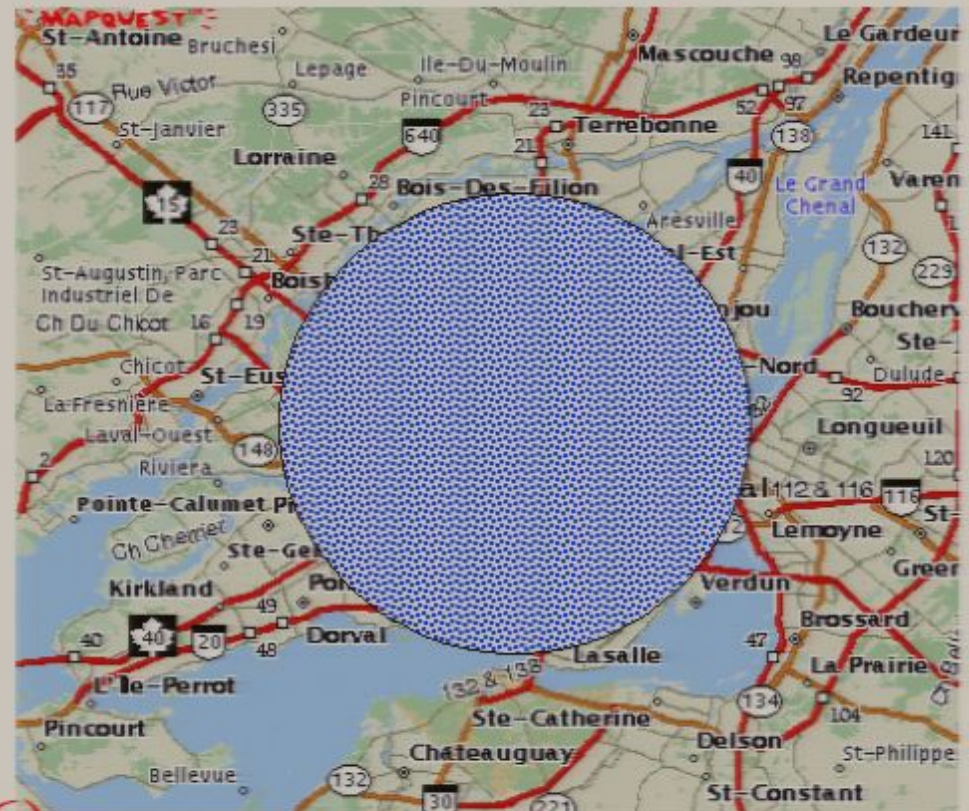 MAPQUEST
St-Antoine
Bruchesi
Le Gardeur
Mascouche
98
35
Rue Victor
Lepage
Ile-Du-Moulin
Repentig
117
335
Pincourt
23
52
97
St-Janvier
640
Terrebonne
138
141
Lorraine
21
28
Bois-Des-Filion
40
Le Grand
Chenal
Varen
15
Aresville
23
Ste-Th
l-Est
132
21
229
St-Augustin, Parc
Industriel De
Ch Du Chicot
Boisb
16
19
njou
Bouchery
Ste-
Chicot
St-Eus
-Nord
Dulude
92
La Fresniere
Laval-Ouest
148
Longueuil
2
Riviera
120
Pointe-Calumet
al
112 & 116
116
St-
Ch Cherrier
2
Lemoyne
Ste-Ge
Green
Kirkland
Poi
Verdun
49
Brossard
40
40
20
48
Dorval
Lasalle
47
La Prairie
L'Ile-Perrot
132 & 138
134
104
Pincourt
Ste-Catherine
Delson
St-Philippe
Chateauguay
Bellevue
132
30
221
St-Constant